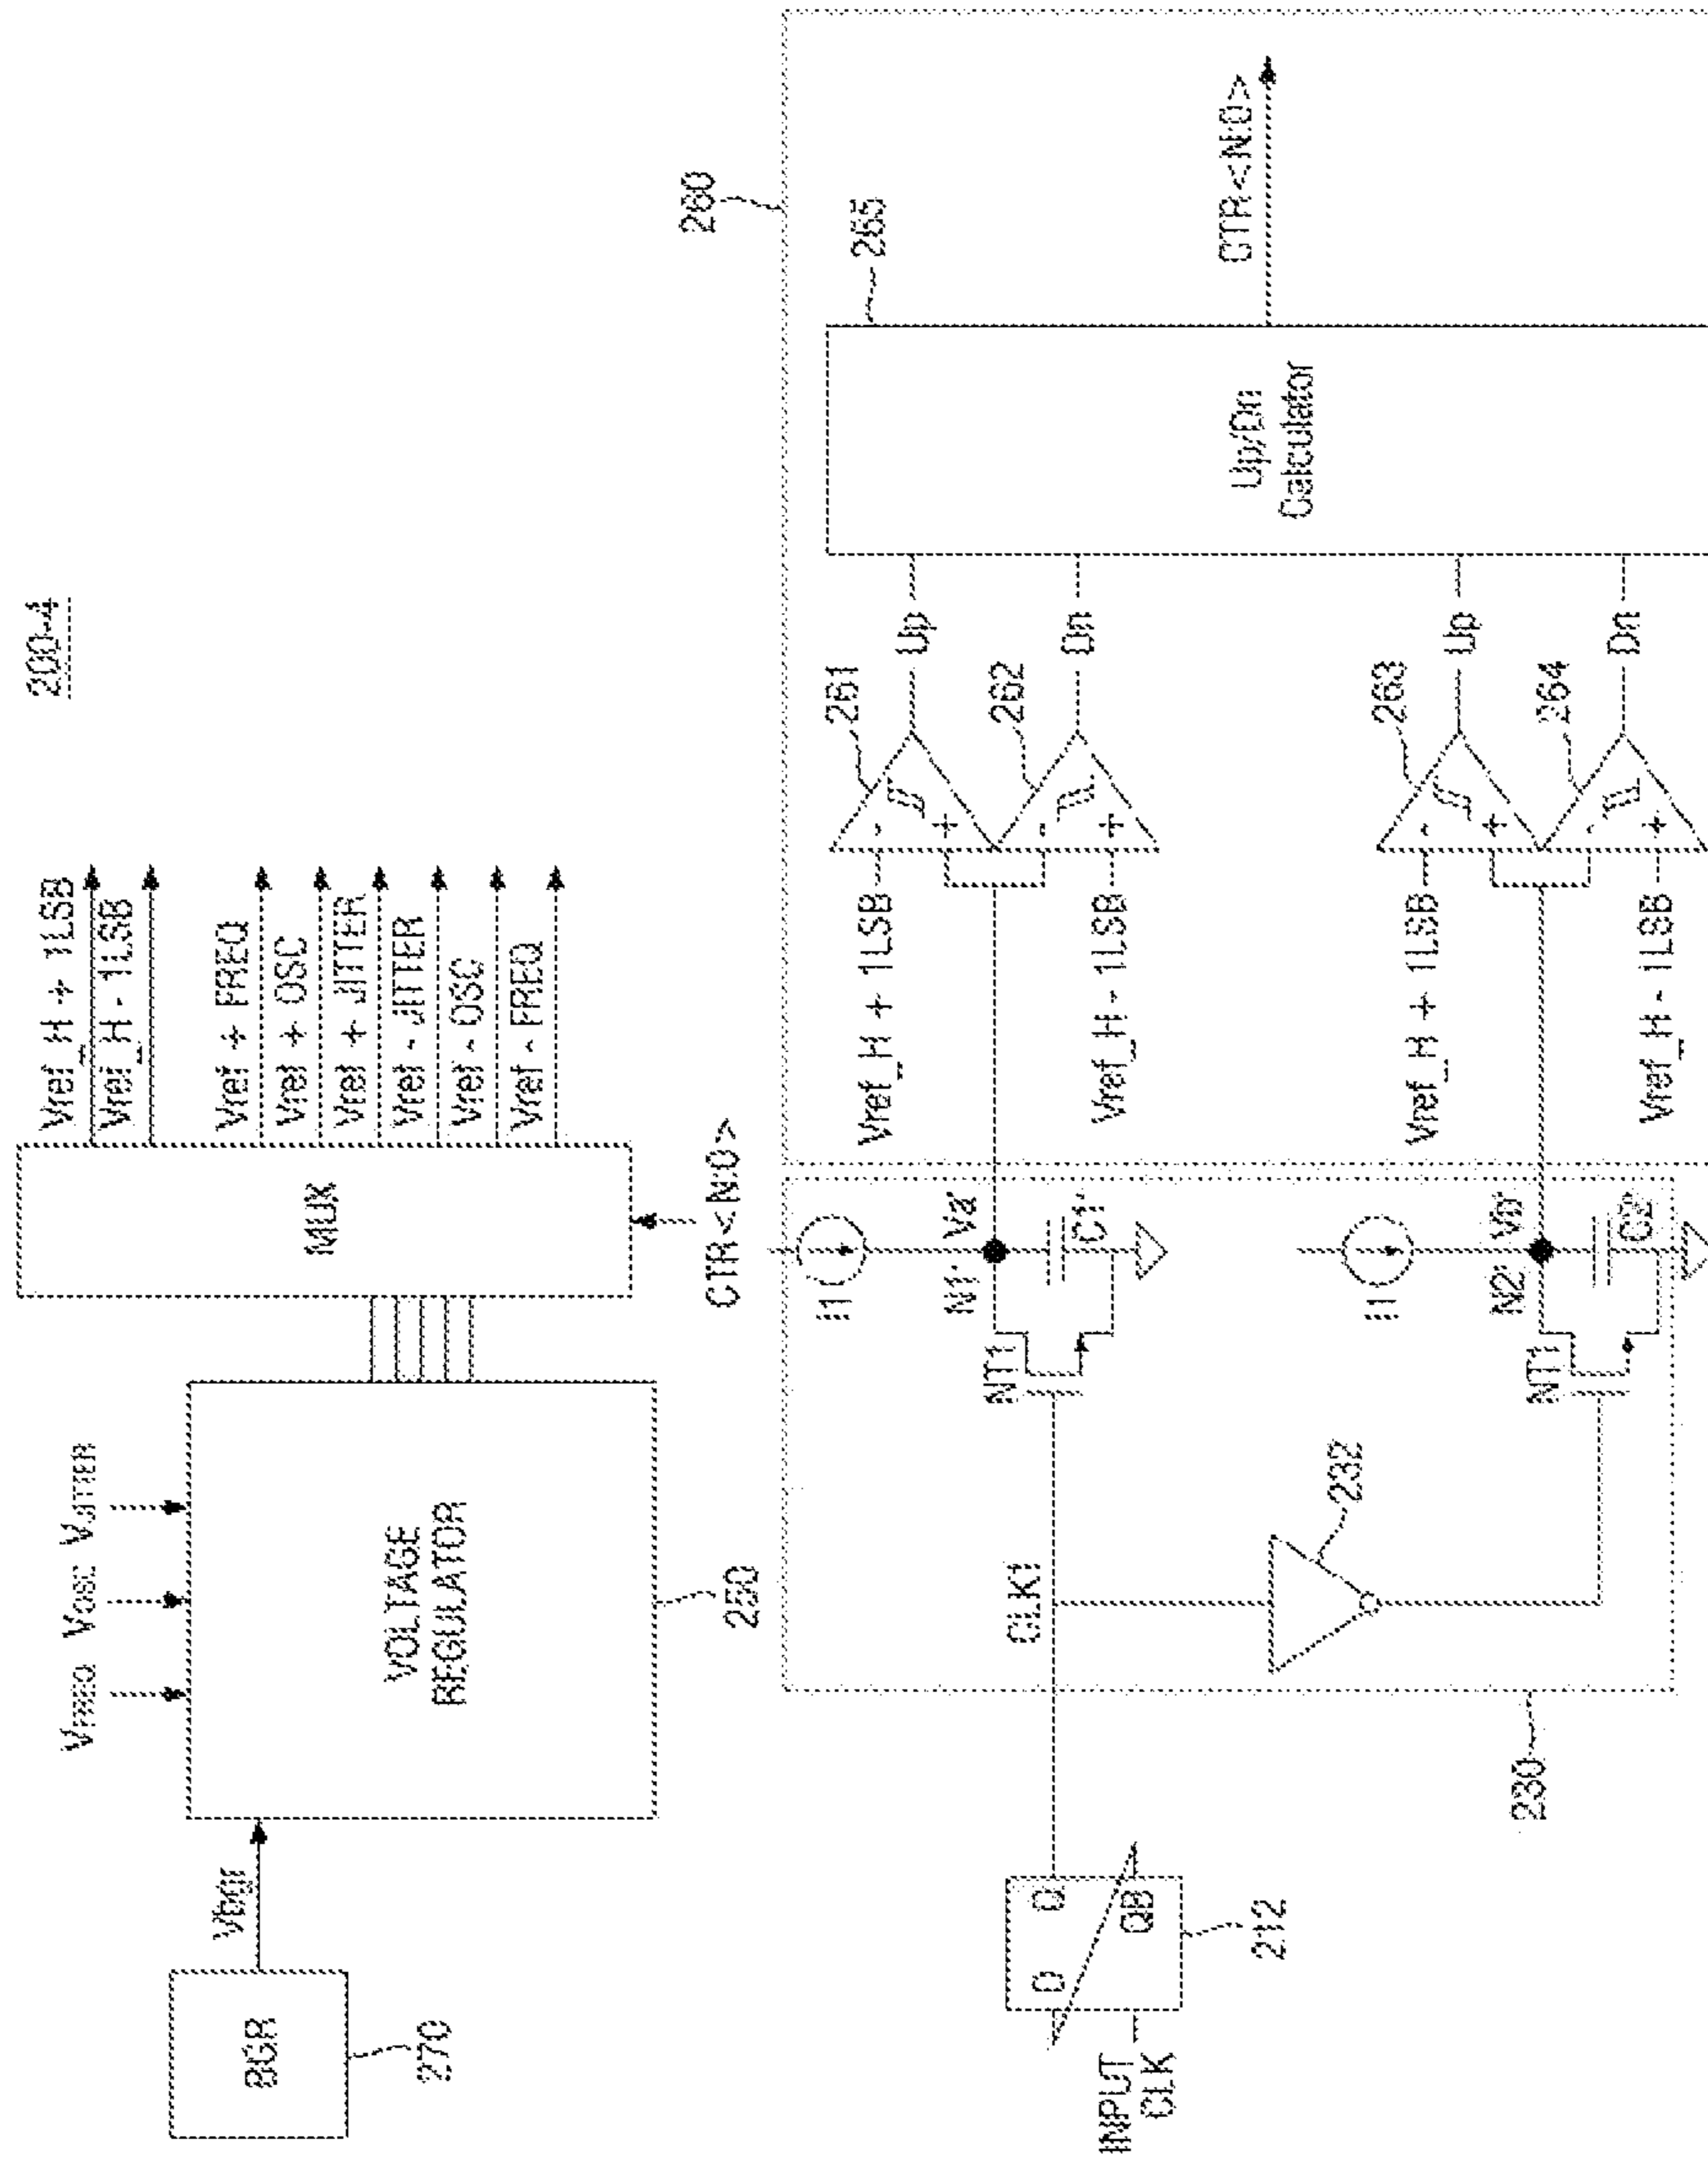 200-4
VFREQ VOSC VJITTER
BGR
270
Vbgr
VOLTAGE
REGULATOR
250
MUX
CTR<N:0>
Vref_H + 1LSB
Vref_H - 1LSB
Vref + FREQ
Vref + OSC
Vref + JITTER
Vref - JITTER
Vref - OSC
Vref - FREQ
260
INPUT
CLK
D Q
QB
212
CLK1
232
230
I1
N1' Va'
NT1
C1'
I1
N2' Vb'
NT1
C2'
Vref_H + 1LSB
- +
261
Up
Vref_H - 1LSB
- +
262
Dn
Vref_H + 1LSB
- +
263
Up
Vref_H - 1LSB
- +
264
Dn
Up/Dn
Calculator
265
CTR<N:0>